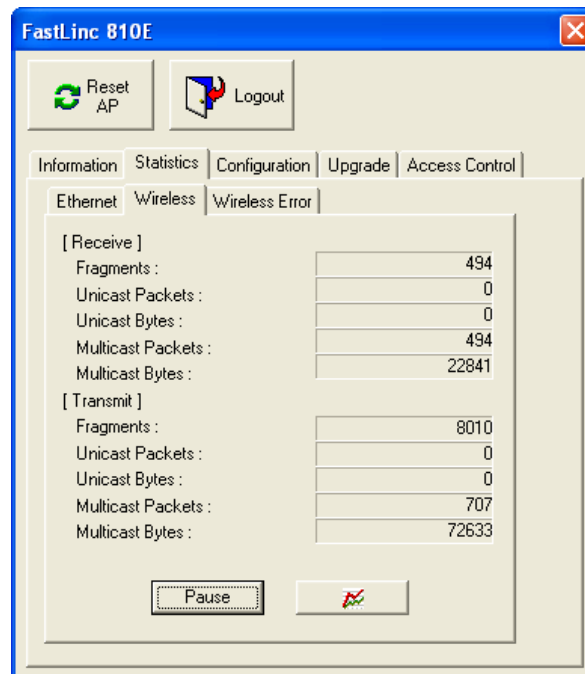 FastLinc 810E
Reset AP
Logout
Information Statistics Configuration Upgrade Access Control
Ethernet Wireless Wireless Error
[ Receive ]
Fragments : 494
Unicast Packets : 0
Unicast Bytes : 0
Multicast Packets : 494
Multicast Bytes : 22841
[ Transmit ]
Fragments : 8010
Unicast Packets : 0
Unicast Bytes : 0
Multicast Packets : 707
Multicast Bytes : 72633
Pause